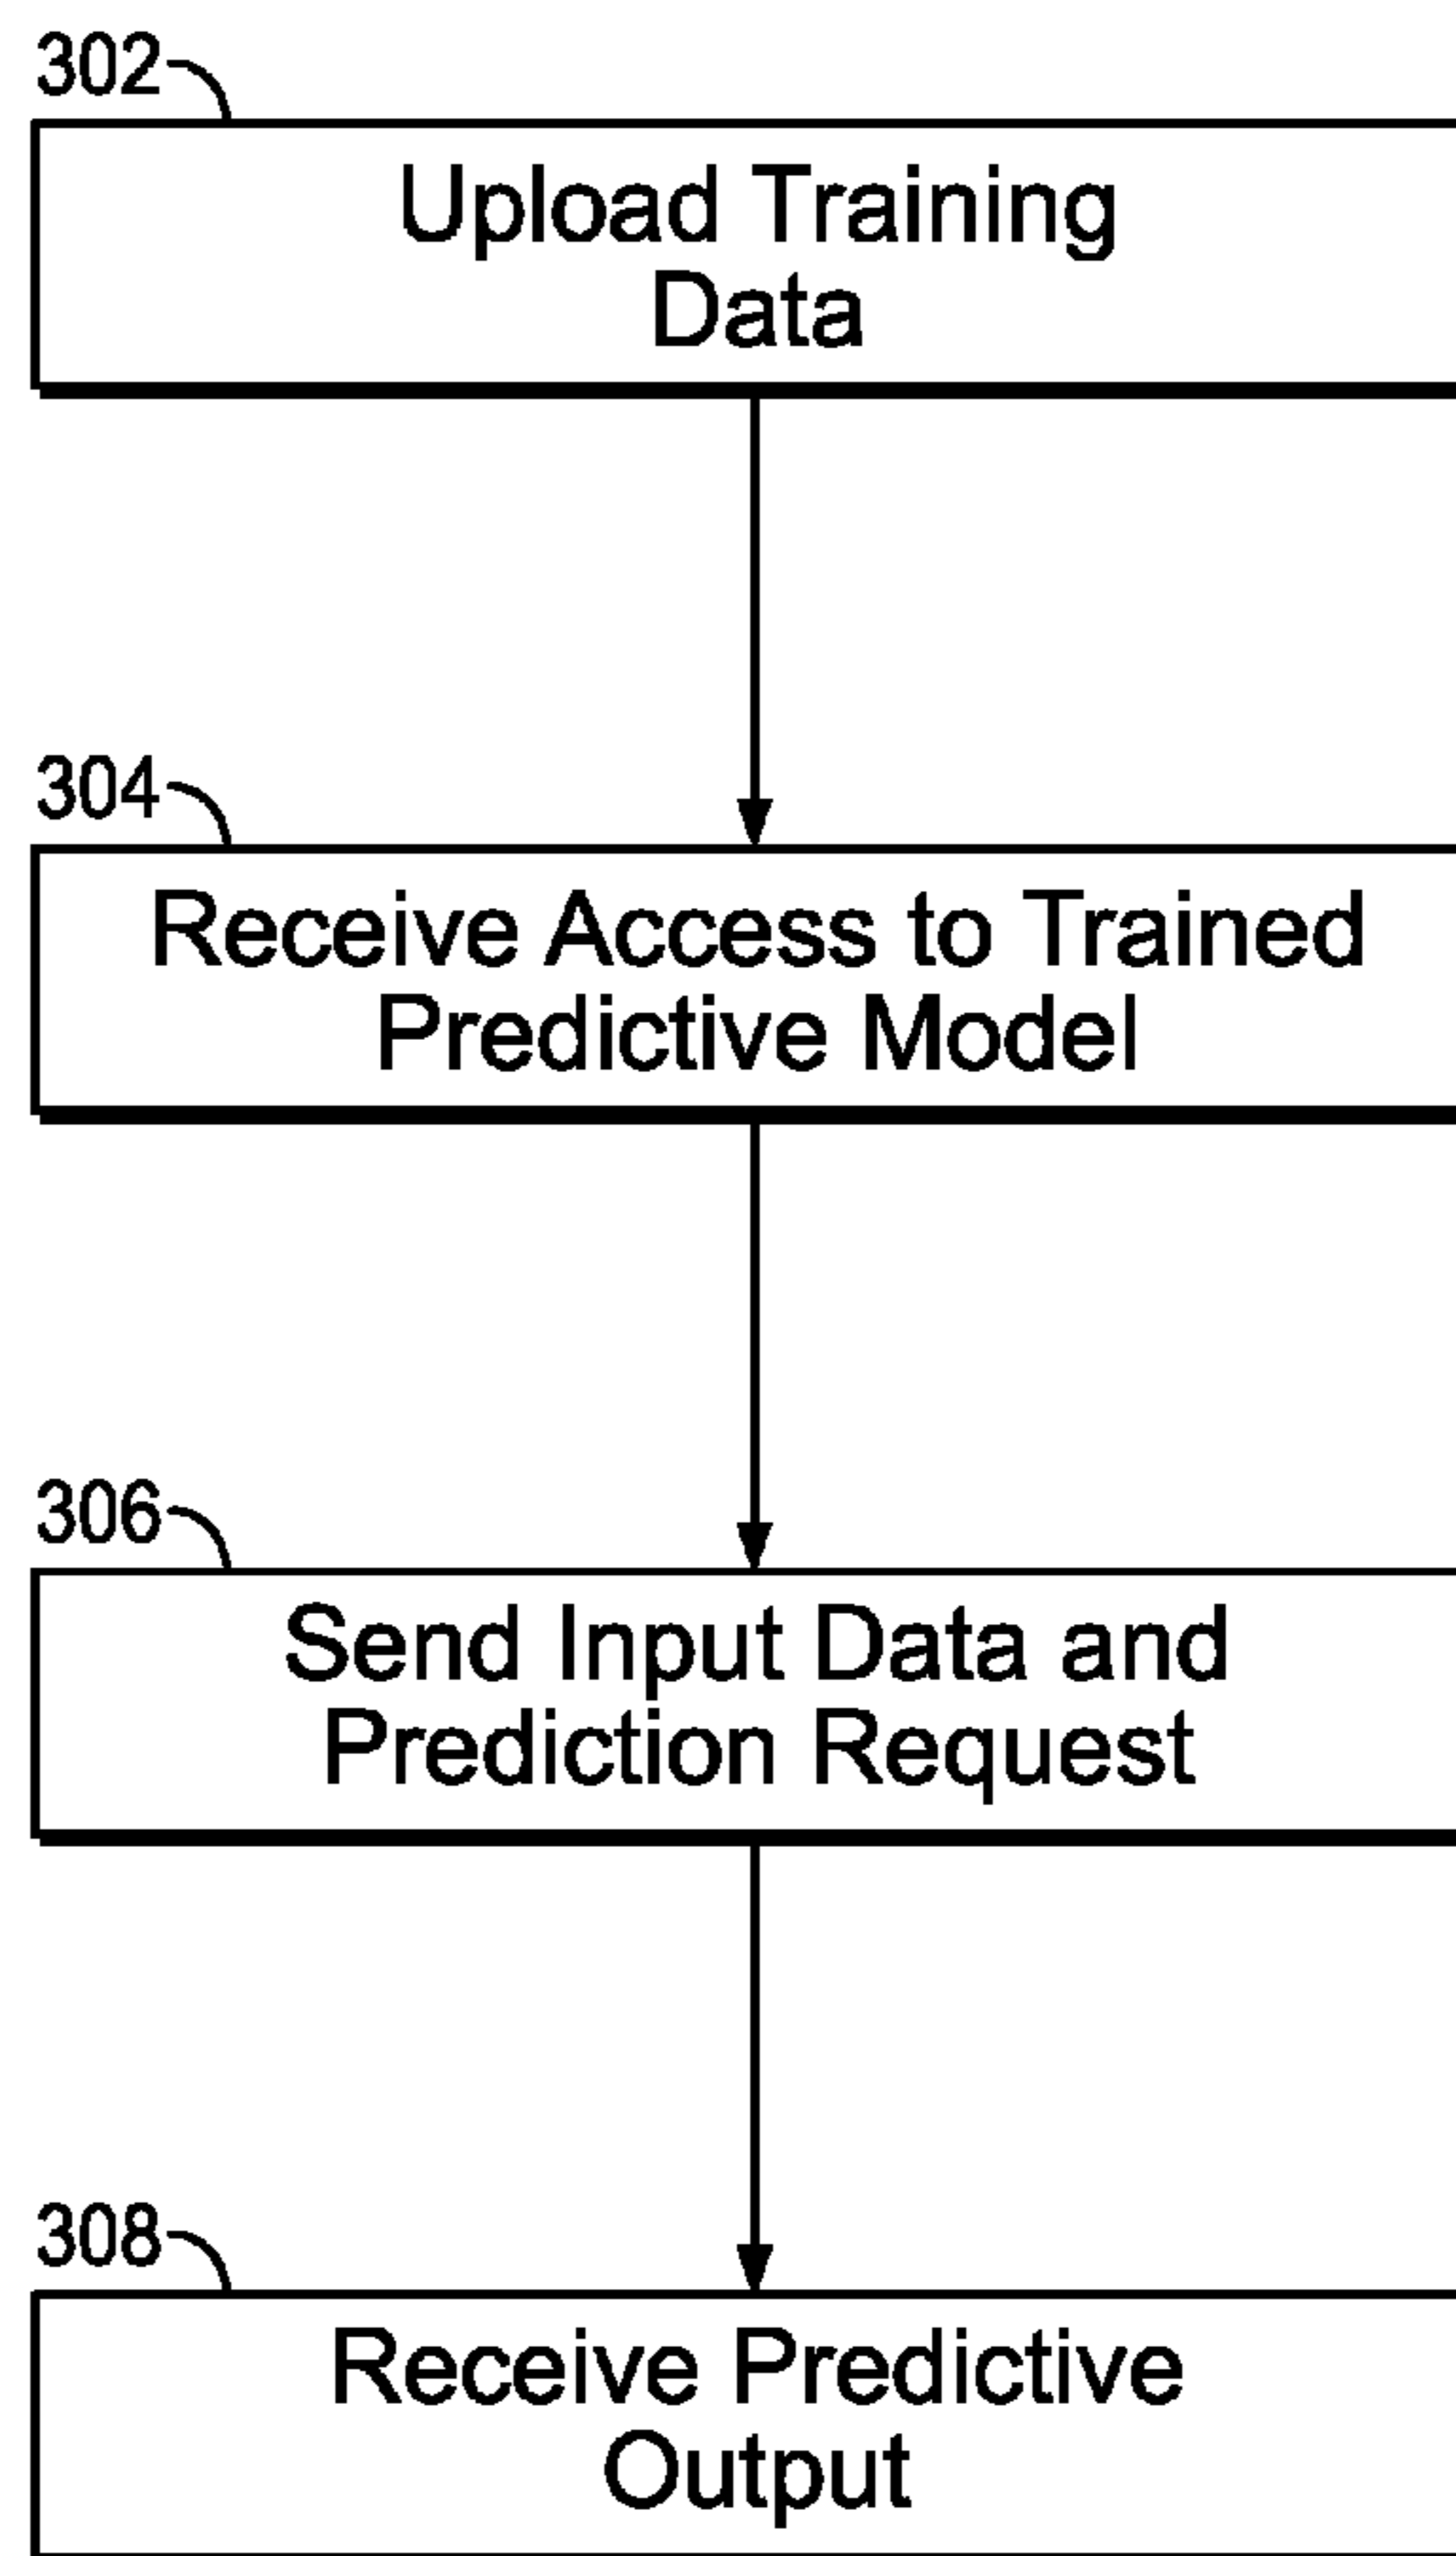 302
Upload Training
Data
304
Receive Access to Trained
Predictive Model
306
Send Input Data and
Prediction Request
308
Receive Predictive
Output